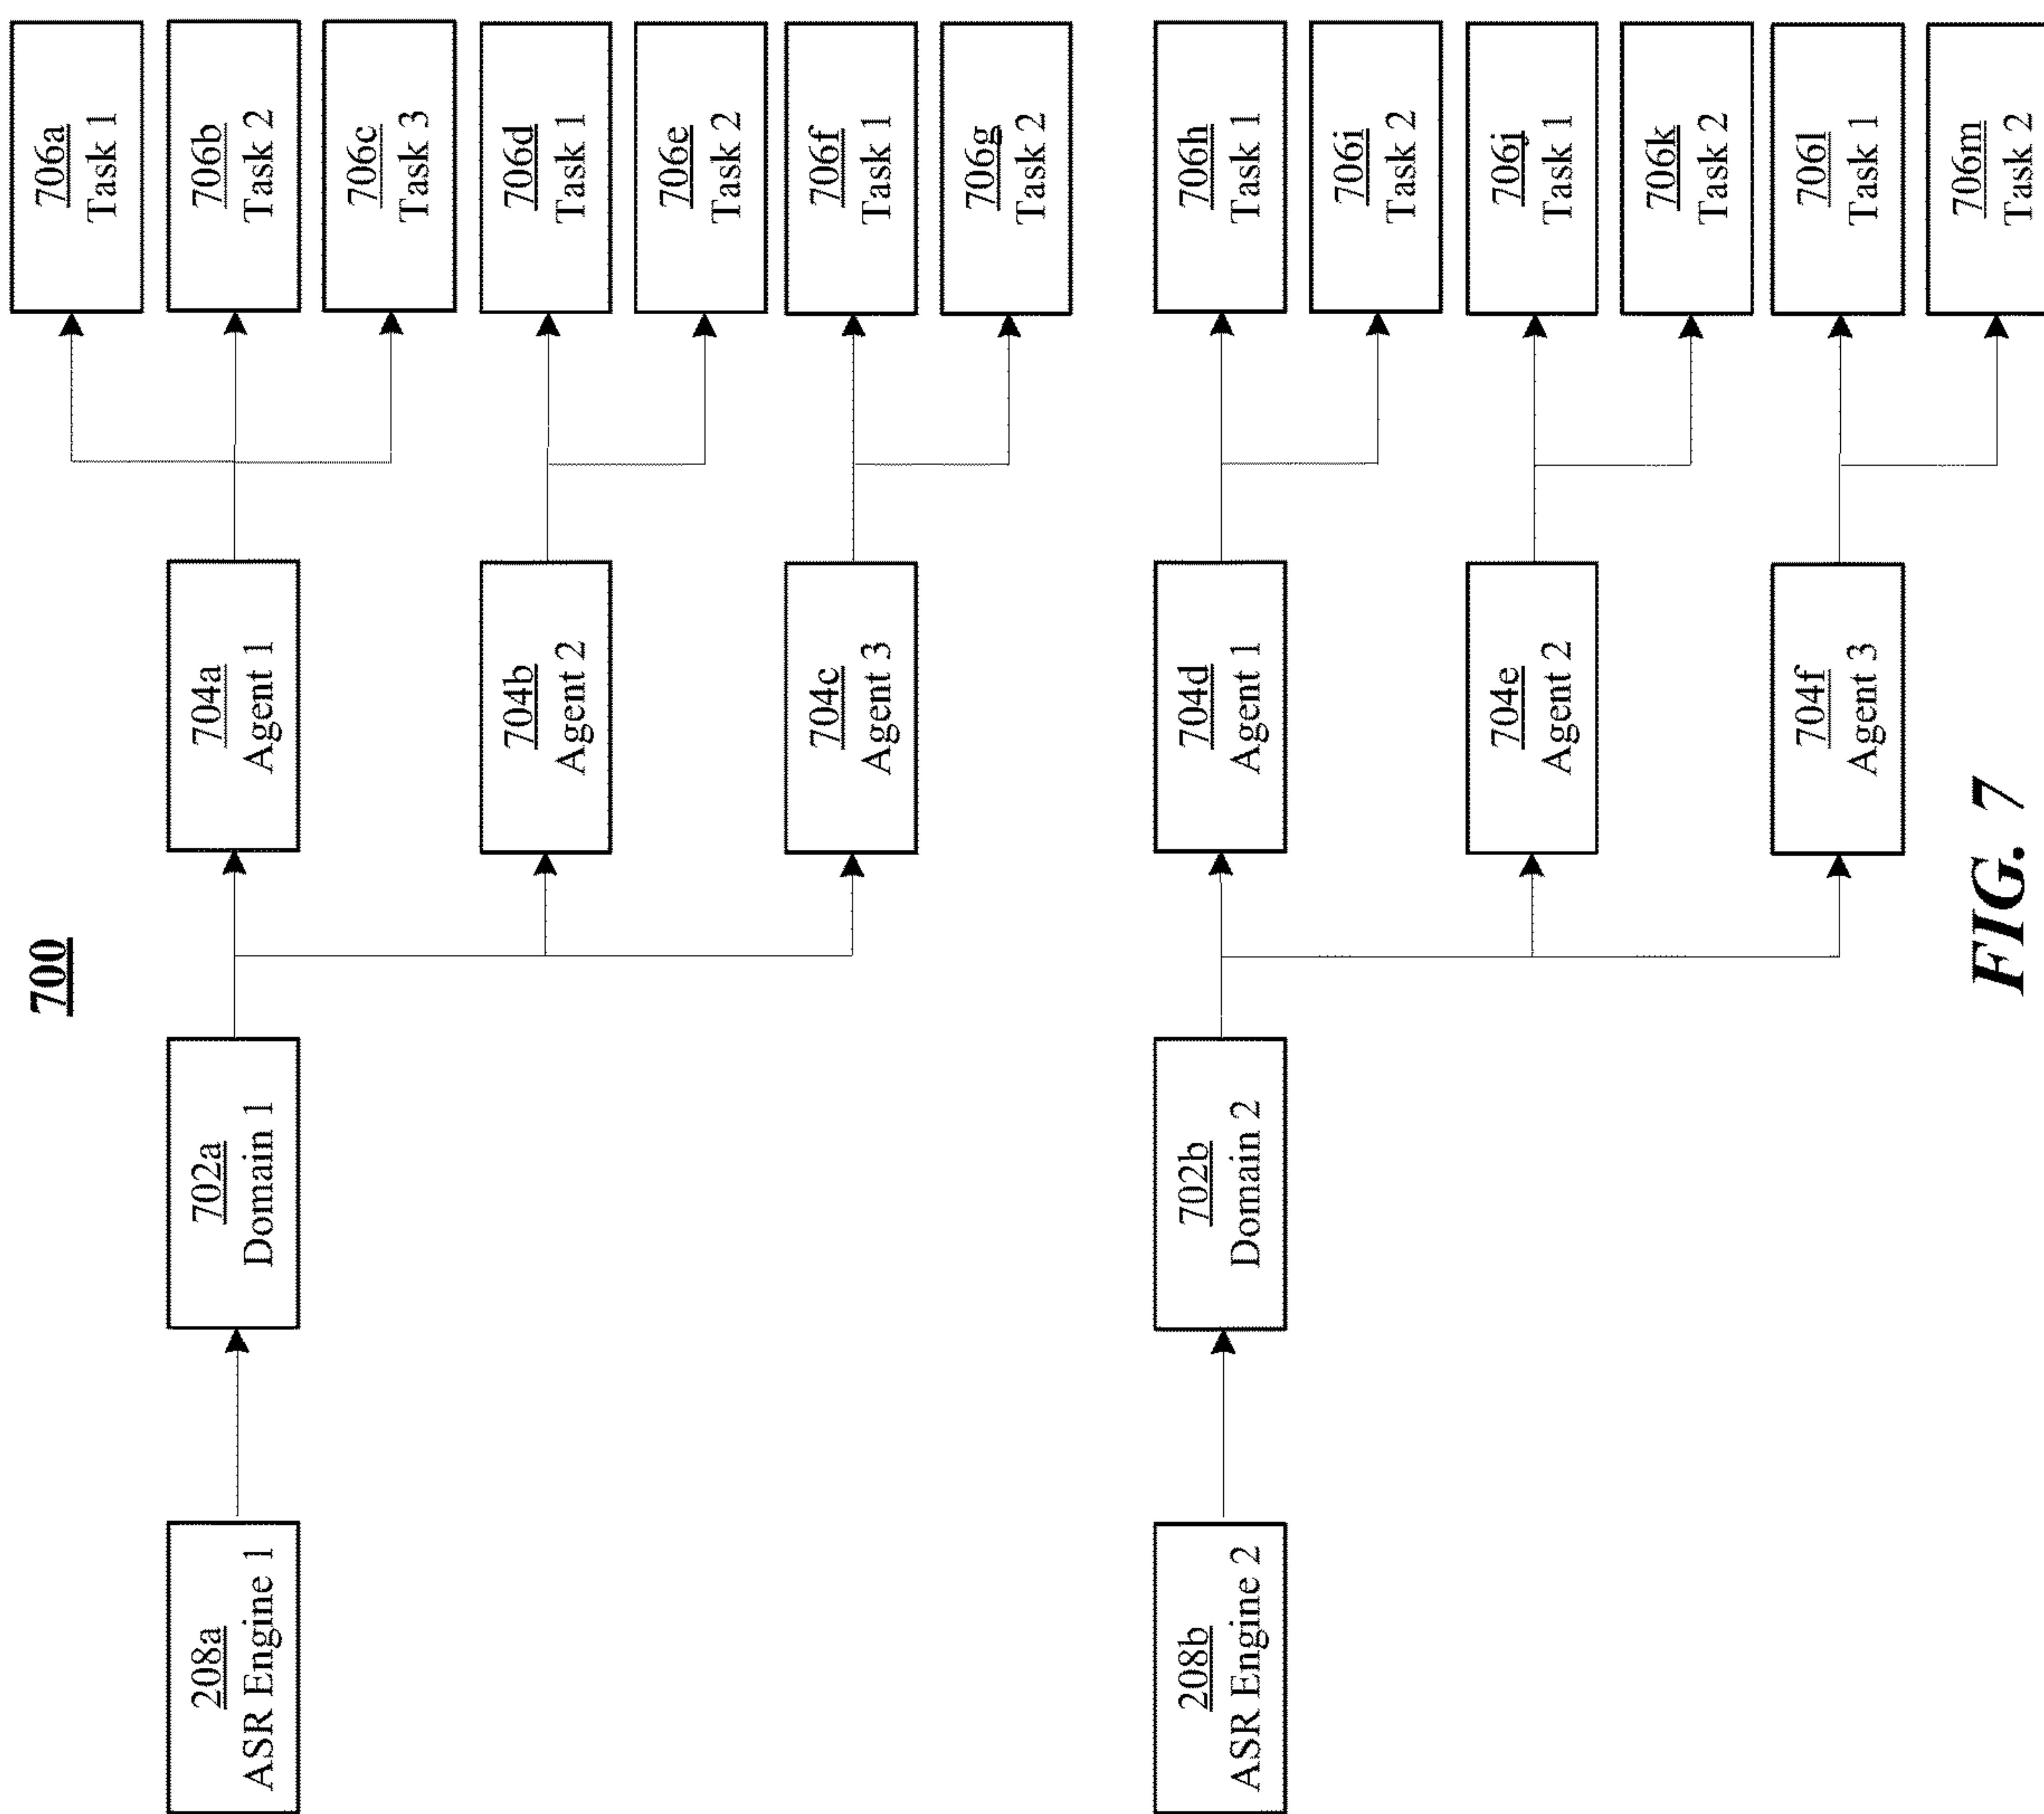 700
208a
ASR Engine 1
702a
Domain 1
704a
Agent 1
706a
Task 1
706b
Task 2
706c
Task 3
704b
Agent 2
706d
Task 1
706e
Task 2
704c
Agent 3
706f
Task 1
706g
Task 2
208b
ASR Engine 2
702b
Domain 2
704d
Agent 1
706h
Task 1
706i
Task 2
704e
Agent 2
706j
Task 1
706k
Task 2
704f
Agent 3
706l
Task 1
706m
Task 2
FIG. 7